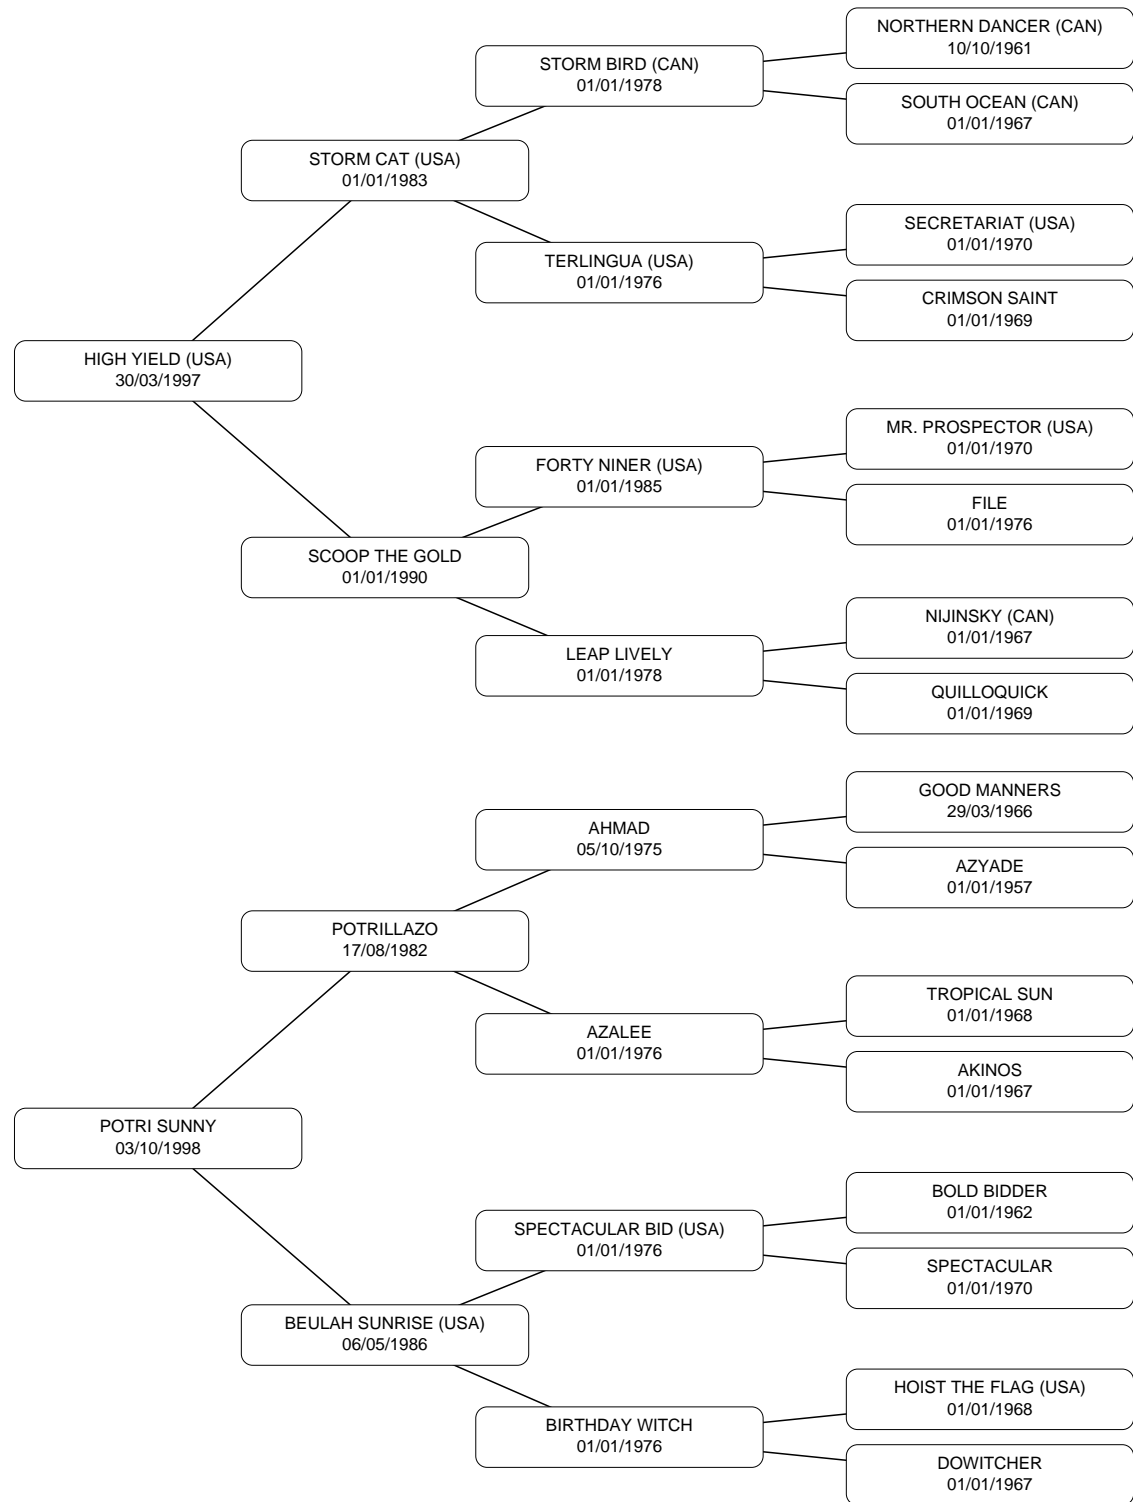 NORTHERN DANCER (CAN)
10/10/1961
STORM BIRD (CAN)
01/01/1978
SOUTH OCEAN (CAN)
01/01/1967
STORM CAT (USA)
01/01/1983
SECRETARIAT (USA)
01/01/1970
TERLINGUA (USA)
01/01/1976
CRIMSON SAINT
01/01/1969
HIGH YIELD (USA)
30/03/1997
MR. PROSPECTOR (USA)
01/01/1970
FORTY NINER (USA)
01/01/1985
FILE
01/01/1976
SCOOP THE GOLD
01/01/1990
NIJINSKY (CAN)
01/01/1967
LEAP LIVELY
01/01/1978
QUILLOQUICK
01/01/1969
GOOD MANNERS
29/03/1966
AHMAD
05/10/1975
AZYADE
01/01/1957
POTRILLAZO
17/08/1982
TROPICAL SUN
01/01/1968
AZALEE
01/01/1976
AKINOS
01/01/1967
POTRI SUNNY
03/10/1998
BOLD BIDDER
01/01/1962
SPECTACULAR BID (USA)
01/01/1976
SPECTACULAR
01/01/1970
BEULAH SUNRISE (USA)
06/05/1986
HOIST THE FLAG (USA)
01/01/1968
BIRTHDAY WITCH
01/01/1976
DOWITCHER
01/01/1967